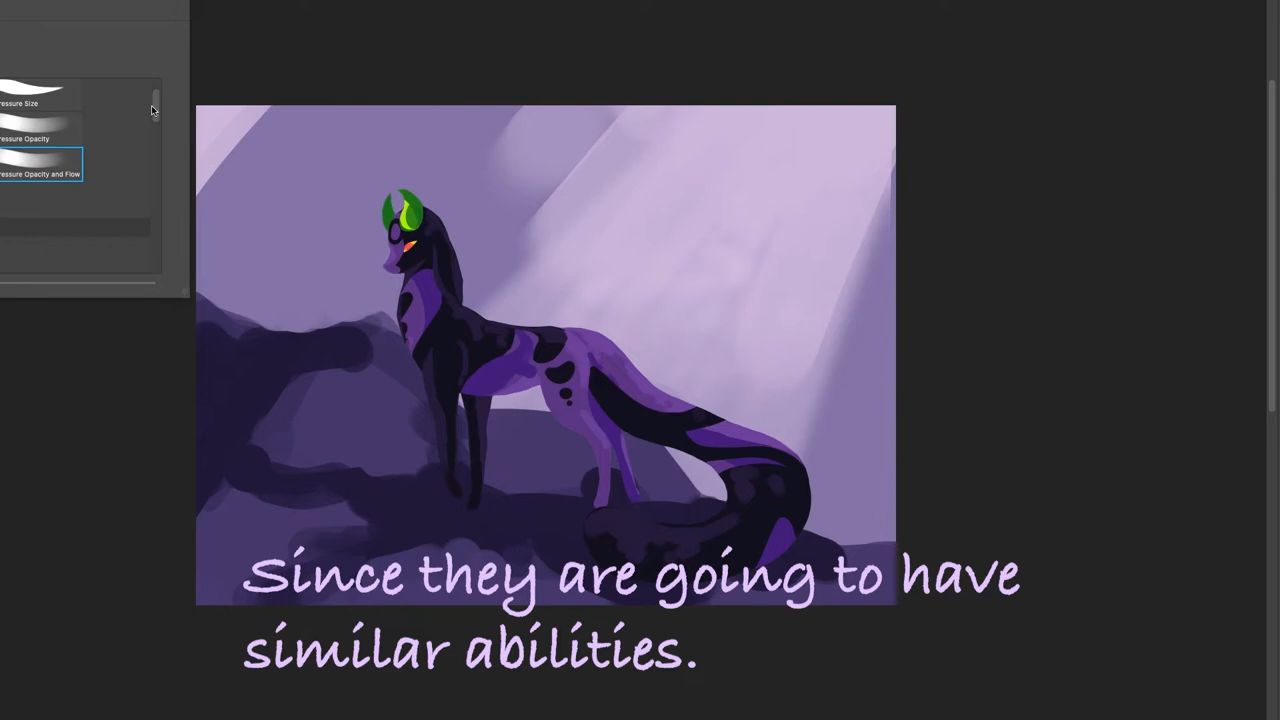 ressure Size
ressure Opacity
ressure Opacity and Flow
Since they are going to have
similar abilities.